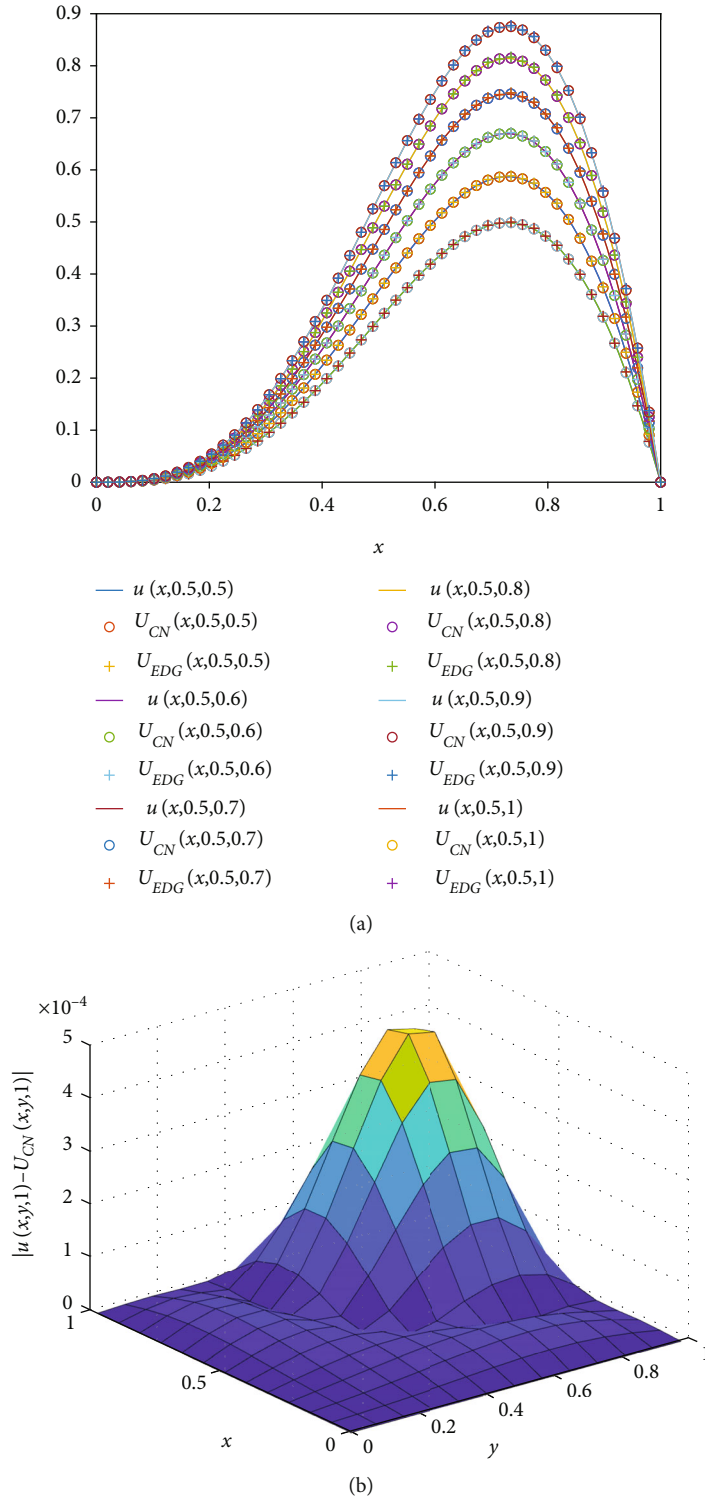 0.9
0.8
0.7
0.6
0.5
0.4
0.3
0.2
0.1
0
0 0.2 0.4 0.6 0.8 1
x
u (x,0.5,0.5)
U_CN (x,0.5,0.5)
U_EDG (x,0.5,0.5)
u (x,0.5,0.6)
U_CN (x,0.5,0.6)
U_EDG (x,0.5,0.6)
u (x,0.5,0.7)
U_CN (x,0.5,0.7)
U_EDG (x,0.5,0.7)
u (x,0.5,0.8)
U_CN (x,0.5,0.8)
U_EDG (x,0.5,0.8)
u (x,0.5,0.9)
U_CN (x,0.5,0.9)
U_EDG (x,0.5,0.9)
u (x,0.5,1)
U_CN (x,0.5,1)
U_EDG (x,0.5,1)
(a)
×10⁻⁴
5
4
3
2
1
0
|u (x,y,1)–U_CN (x,y,1)|
1
0.5
0
x
0
0.2
0.4
0.6
0.8
y
(b)